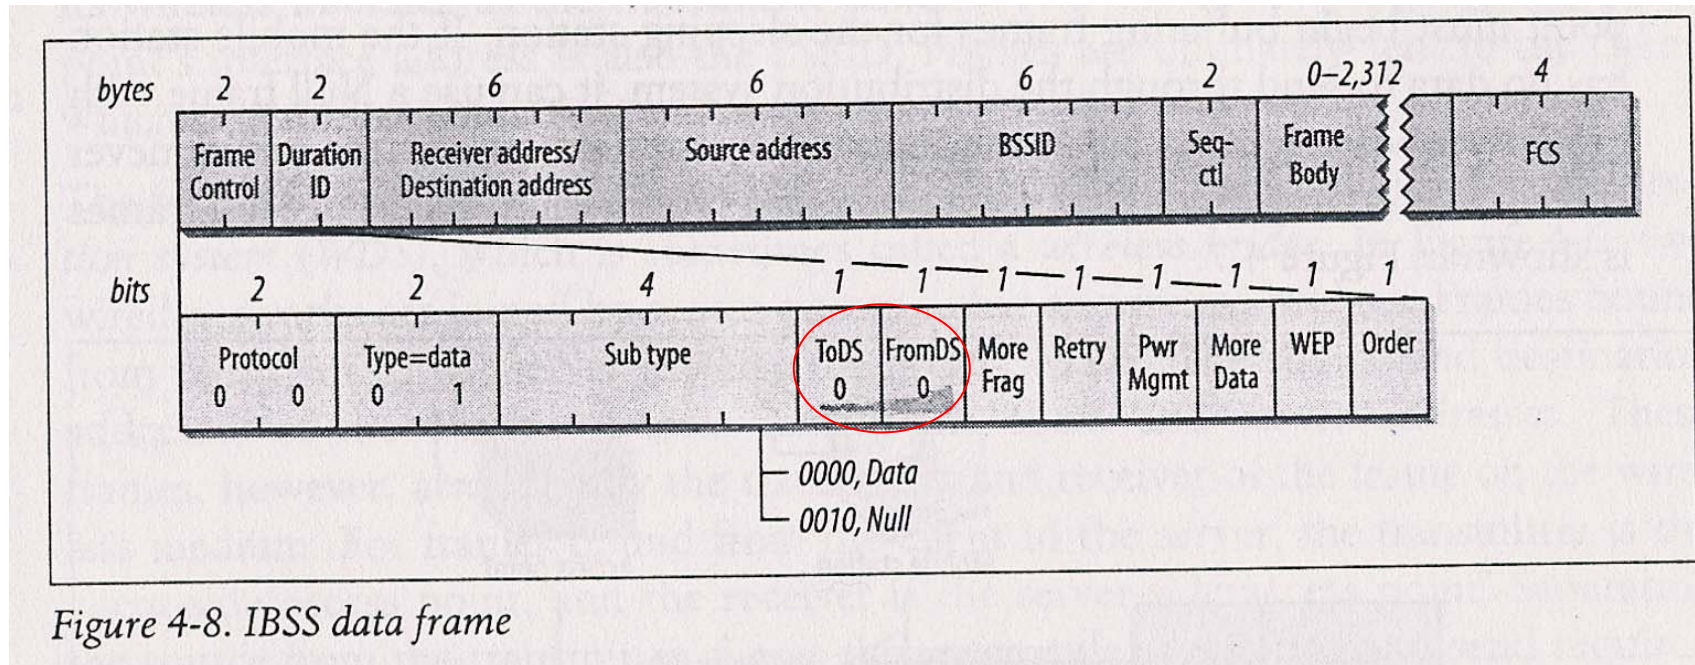 bytes 2 2 6 6 6 2 0–2,312 4
Frame Control Duration ID Receiver address/ Destination address Source address BSSID Seq-ctl Frame Body FCS
bits 2 2 4 1 1 1 1 1 1 1 1
Protocol Type=data Sub type ToDS FromDS More Frag Retry Pwr Mgmt More Data WEP Order
0 0 0 1 0 0
0000, Data
0010, Null
Figure 4-8. IBSS data frame